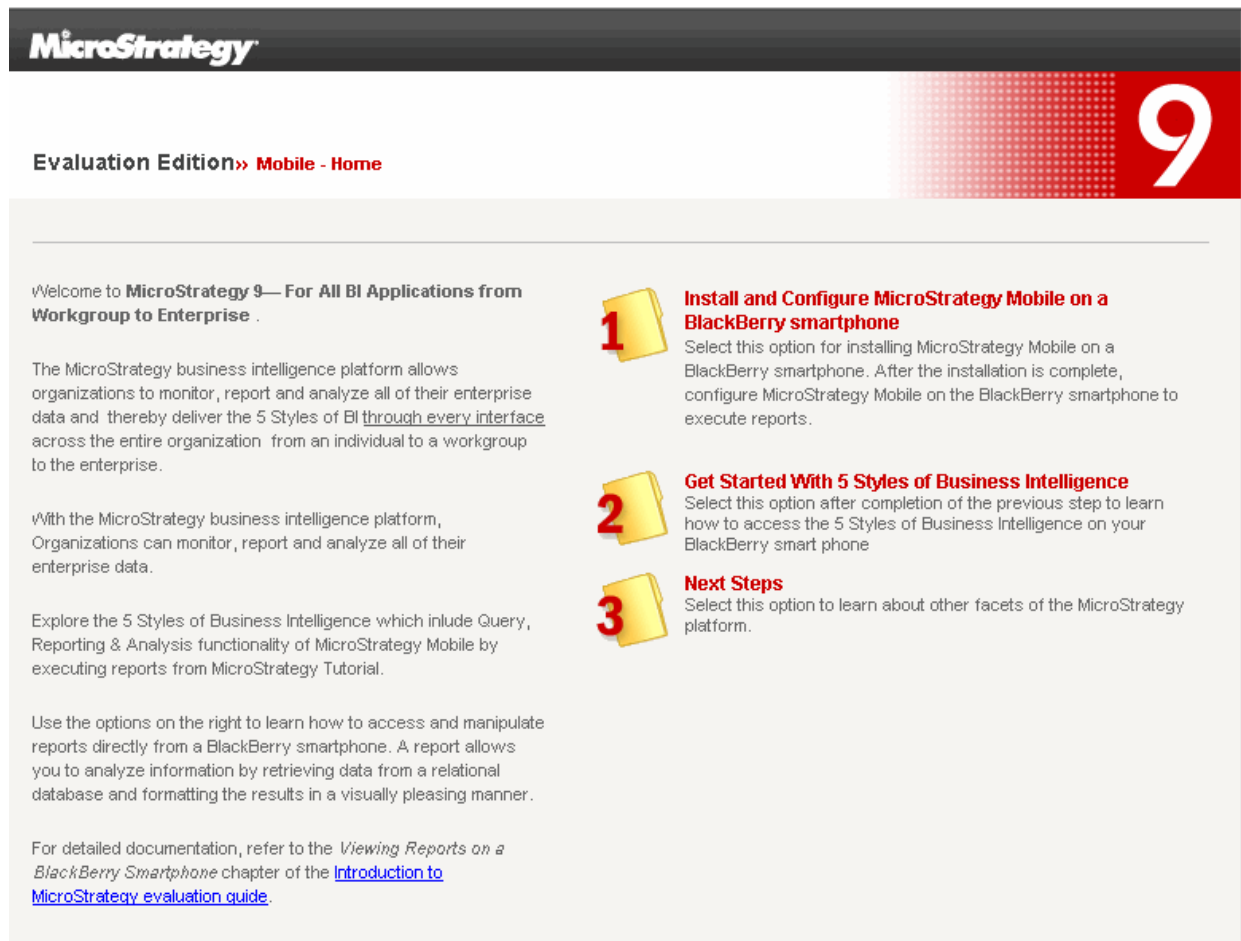 MicroStrategy
9
Evaluation Edition» Mobile - Home
Welcome to MicroStrategy 9— For All BI Applications from
Workgroup to Enterprise .
The MicroStrategy business intelligence platform allows
organizations to monitor, report and analyze all of their enterprise
data and thereby deliver the 5 Styles of BI through every interface
across the entire organization from an individual to a workgroup
to the enterprise.
With the MicroStrategy business intelligence platform,
Organizations can monitor, report and analyze all of their
enterprise data.
Explore the 5 Styles of Business Intelligence which inlude Query,
Reporting & Analysis functionality of MicroStrategy Mobile by
executing reports from MicroStrategy Tutorial.
Use the options on the right to learn how to access and manipulate
reports directly from a BlackBerry smartphone. A report allows
you to analyze information by retrieving data from a relational
database and formatting the results in a visually pleasing manner.
For detailed documentation, refer to the Viewing Reports on a
BlackBerry Smartphone chapter of the Introduction to
MicroStrategy evaluation guide.
1
Install and Configure MicroStrategy Mobile on a
BlackBerry smartphone
Select this option for installing MicroStrategy Mobile on a
BlackBerry smartphone. After the installation is complete,
configure MicroStrategy Mobile on the BlackBerry smartphone to
execute reports.
2
Get Started With 5 Styles of Business Intelligence
Select this option after completion of the previous step to learn
how to access the 5 Styles of Business Intelligence on your
BlackBerry smart phone
3
Next Steps
Select this option to learn about other facets of the MicroStrategy
platform.